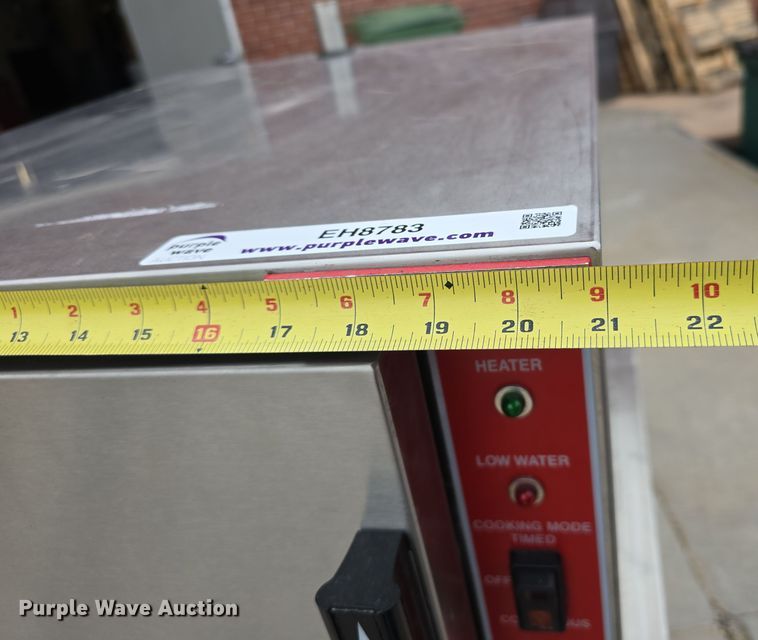 EH8783
purple wave
www.purplewave.com
1 2 3 4 5 6 7 8 9 10
13 14 15 16 17 18 19 20 21 22
HEATER
LOW WATER
COOKING MODE
TIMED
OFF
Purple Wave Auction